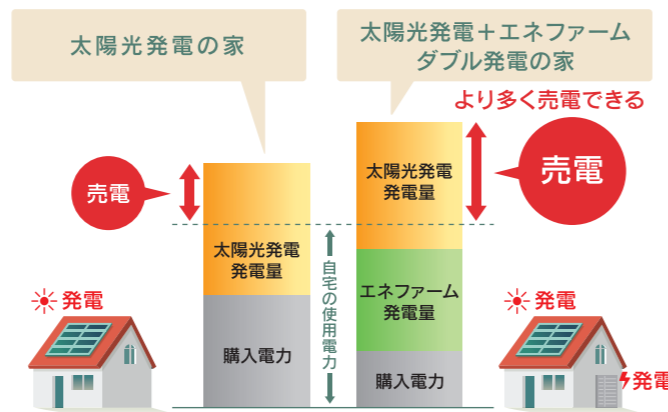 太陽光発電の家
太陽光発電＋エネファーム
ダブル発電の家
より多く売電できる
売電
売電
太陽光発電
発電量
太陽光発電
発電量
自宅の使用電力
エネファーム
発電量
発電
発電
購入電力
購入電力
発電